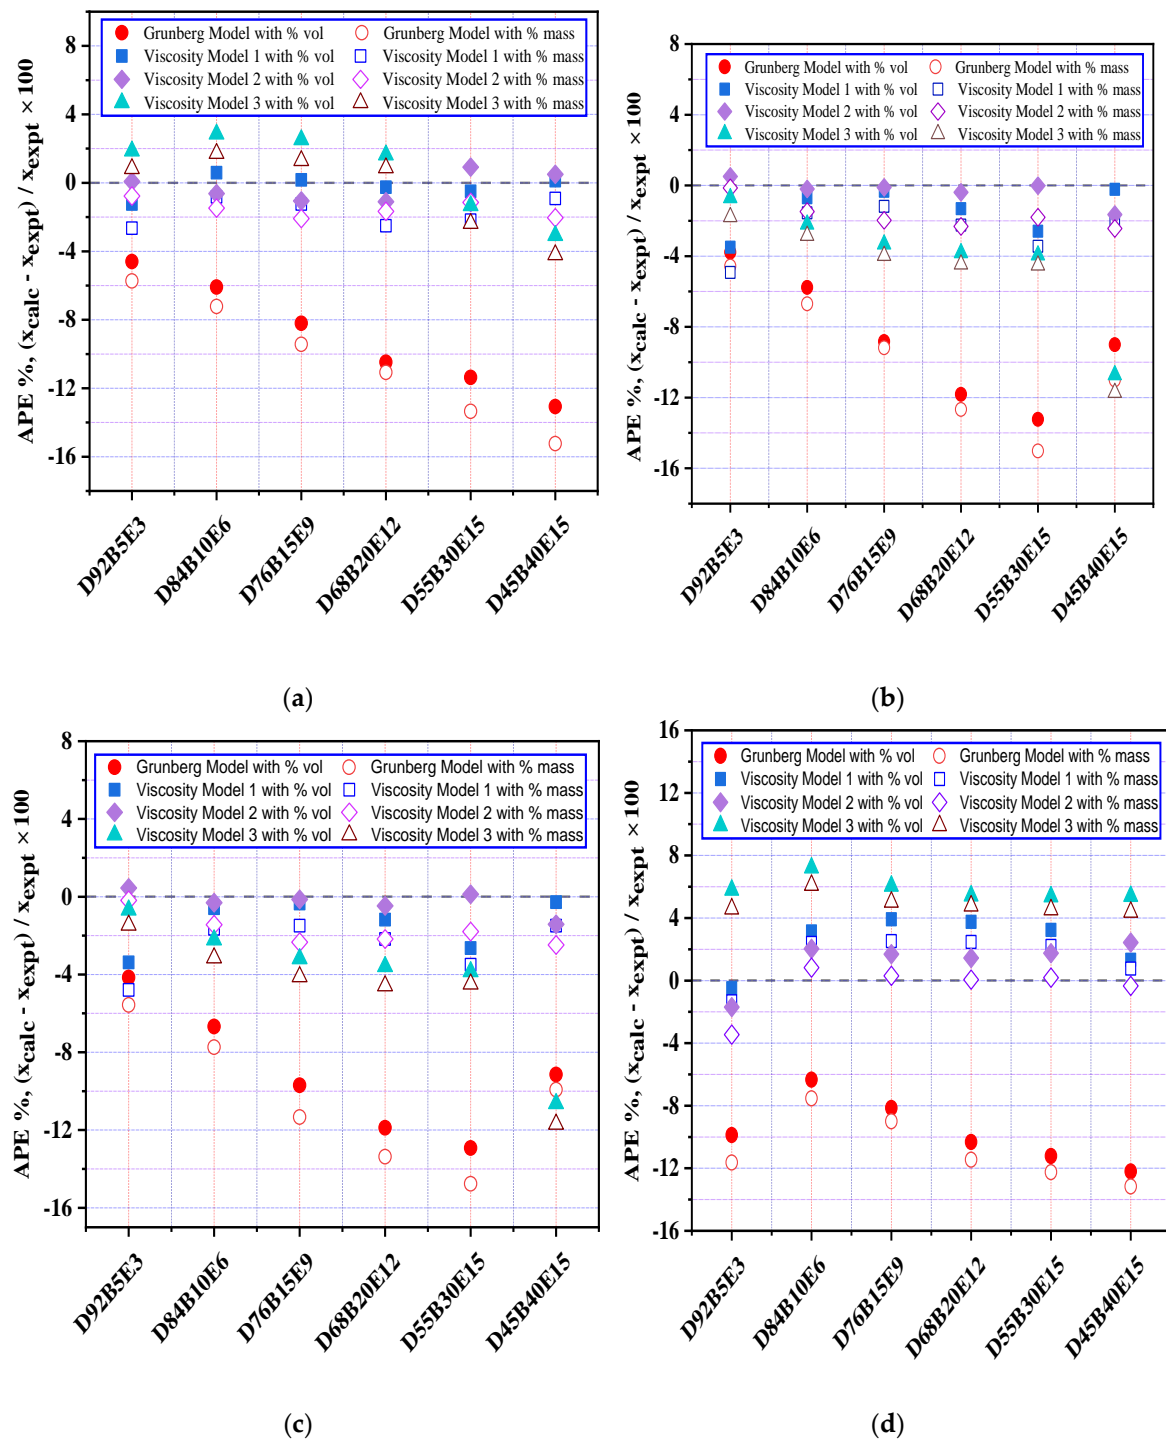 APE %, (xcalc - xexpt) / xexpt ×100
8
4
0
-4
-8
-12
-16
Grunberg Model with % vol
Grunberg Model with % mass
Viscosity Model 1 with % vol
Viscosity Model 1 with % mass
Viscosity Model 2 with % vol
Viscosity Model 2 with % mass
Viscosity Model 3 with % vol
Viscosity Model 3 with % mass
D92B5E3
D84B10E6
D76B15E9
D68B20E12
D55B30E15
D45B40E15
(a)
APE %, (xcalc - xexpt) / xexpt ×100
8
4
0
-4
-8
-12
-16
Grunberg Model with % vol
Grunberg Model with % mass
Viscosity Model 1 with % vol
Viscosity Model 1 with % mass
Viscosity Model 2 with % vol
Viscosity Model 2 with % mass
Viscosity Model 3 with % vol
Viscosity Model 3 with % mass
D92B5E3
D84B10E6
D76B15E9
D68B20E12
D55B30E15
D45B40E15
(b)
APE %, (xcalc - xexpt) / xexpt ×100
8
4
0
-4
-8
-12
-16
Grunberg Model with % vol
Grunberg Model with % mass
Viscosity Model 1 with % vol
Viscosity Model 1 with % mass
Viscosity Model 2 with % vol
Viscosity Model 2 with % mass
Viscosity Model 3 with % vol
Viscosity Model 3 with % mass
D92B5E3
D84B10E6
D76B15E9
D68B20E12
D55B30E15
D45B40E15
(c)
APE %, (xcalc - xexpt) / xexpt ×100
16
12
8
4
0
-4
-8
-12
-16
Grunberg Model with % vol
Grunberg Model with % mass
Viscosity Model 1 with % vol
Viscosity Model 1 with % mass
Viscosity Model 2 with % vol
Viscosity Model 2 with % mass
Viscosity Model 3 with % vol
Viscosity Model 3 with % mass
D92B5E3
D84B10E6
D76B15E9
D68B20E12
D55B30E15
D45B40E15
(d)